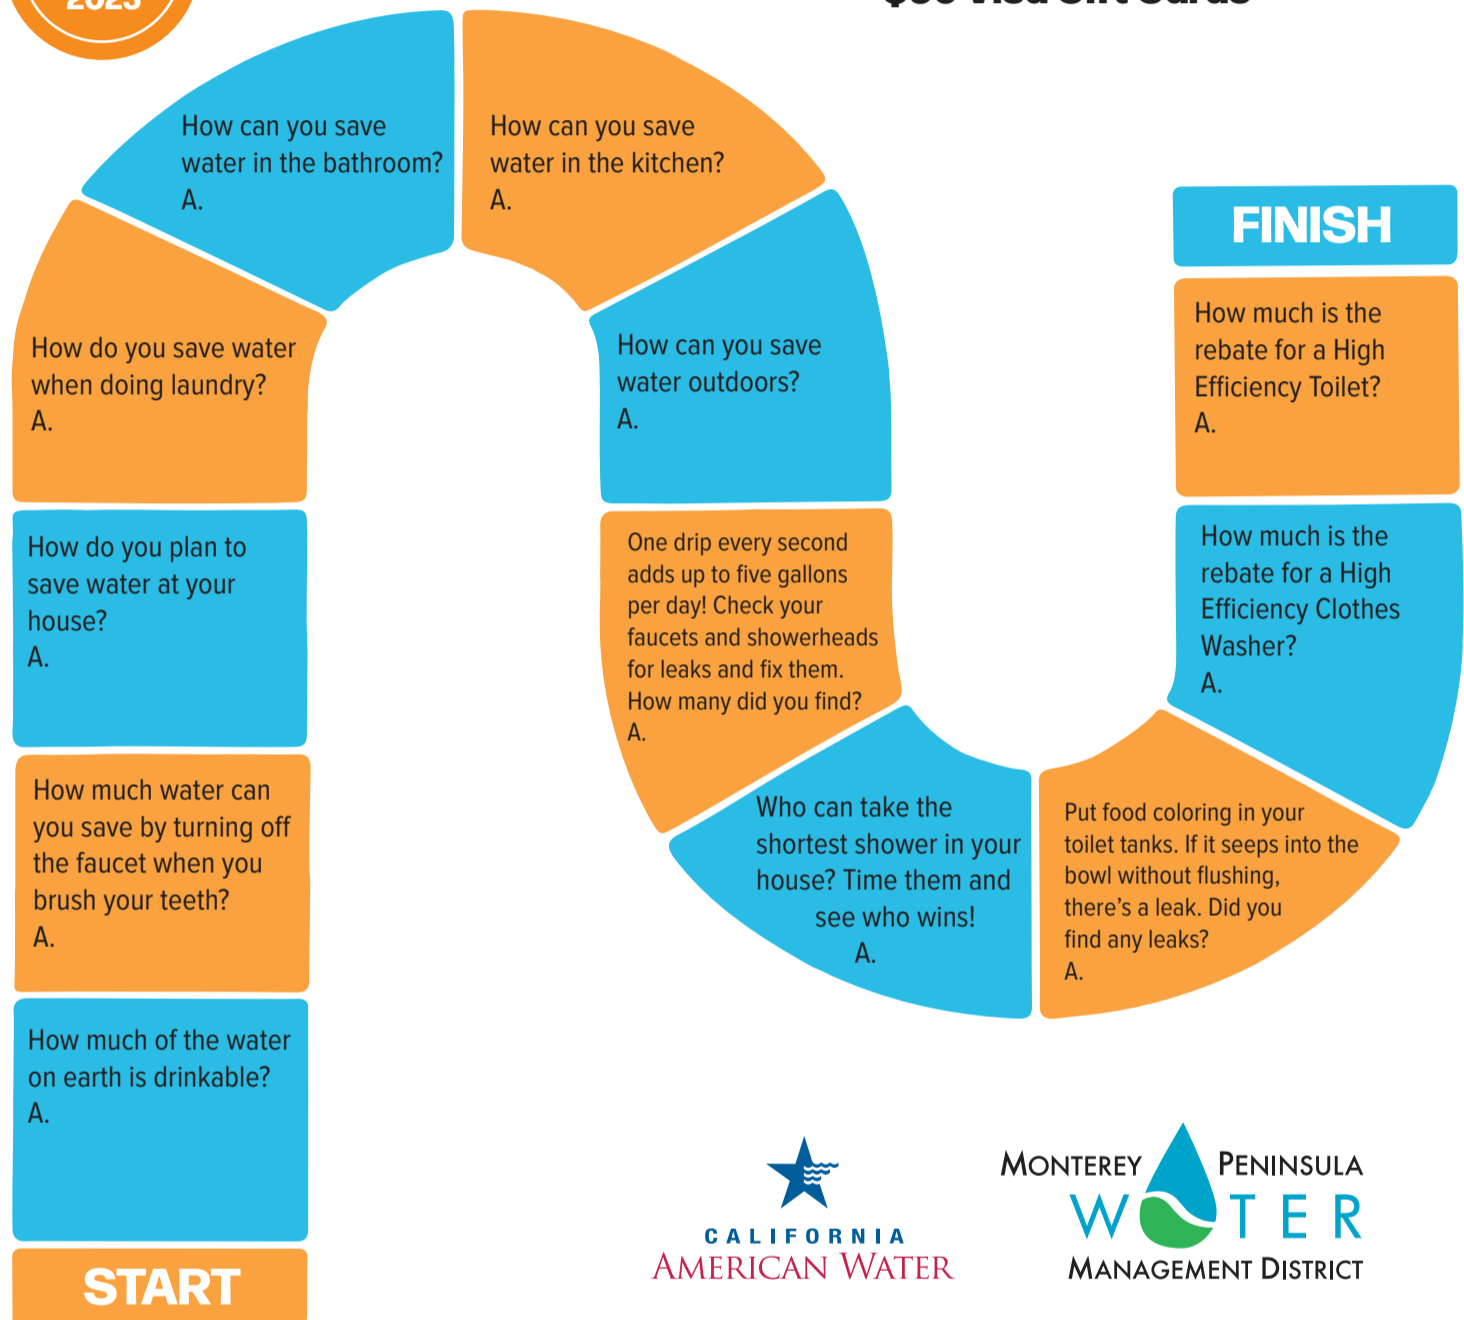 2023
$50 Visa Gift Cards
How can you save
water in the bathroom?
A.
How can you save
water in the kitchen?
A.
FINISH
How much is the
rebate for a High
Efficiency Toilet?
A.
How do you save water
when doing laundry?
A.
How can you save
water outdoors?
A.
How do you plan to
save water at your
house?
A.
One drip every second
adds up to five gallons
per day! Check your
faucets and showerheads
for leaks and fix them.
How many did you find?
A.
How much is the
rebate for a High
Efficiency Clothes
Washer?
A.
How much water can
you save by turning off
the faucet when you
brush your teeth?
A.
Who can take the
shortest shower in your
house? Time them and
see who wins!
A.
Put food coloring in your
toilet tanks. If it seeps into the
bowl without flushing,
there's a leak. Did you
find any leaks?
A.
How much of the water
on earth is drinkable?
A.
START
CALIFORNIA
AMERICAN WATER
MONTEREY PENINSULA
WATER
MANAGEMENT DISTRICT